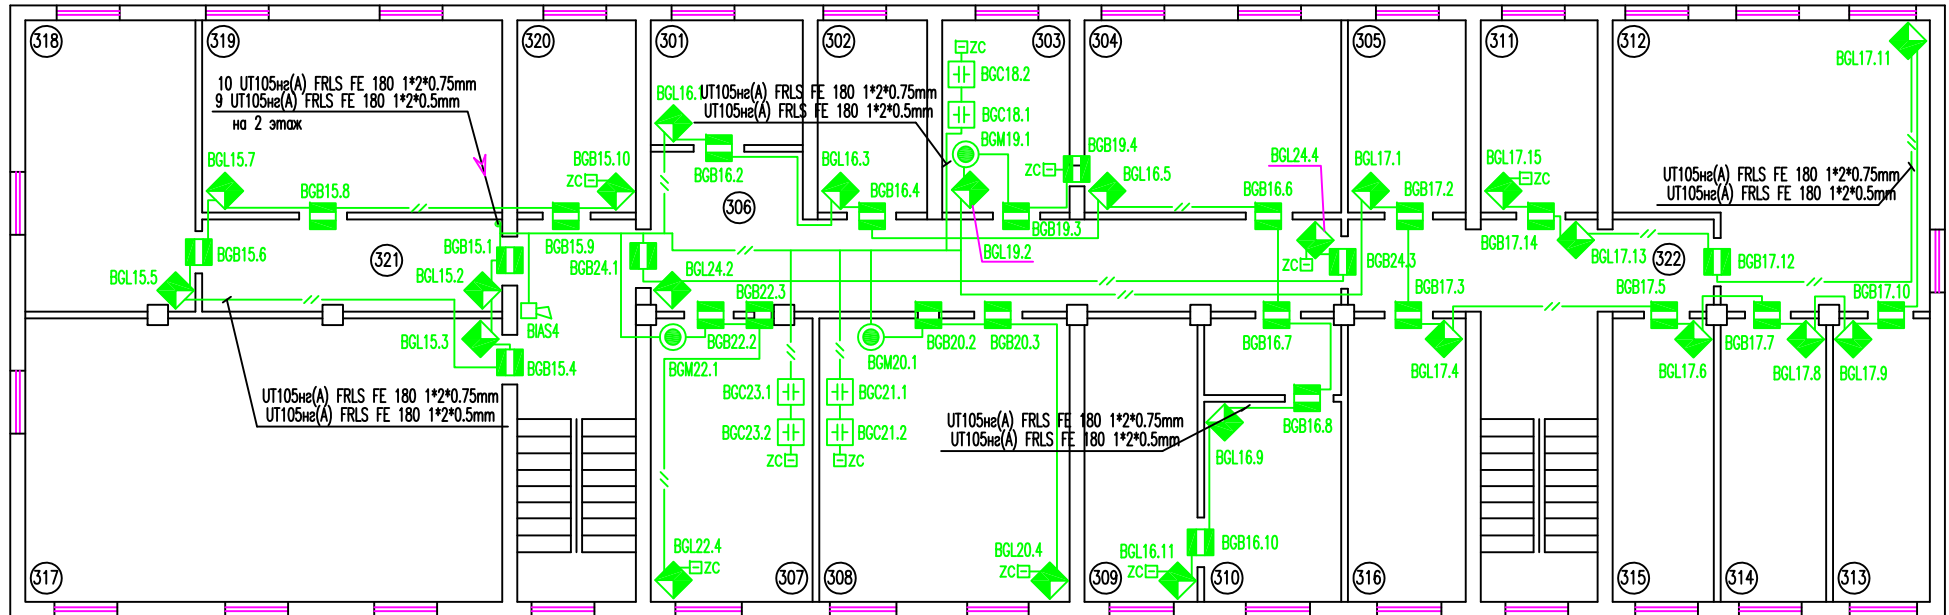 318
319
320
301
302
303
304
305
311
312
10 UT105нг(А) FRLS FE 180 1*2*0.75mm
9 UT105нг(А) FRLS FE 180 1*2*0.5mm
на 2 этаж
BGL16.1
UT105нг(А) FRLS FE 180 1*2*0.75mm
UT105нг(А) FRLS FE 180 1*2*0.5mm
ZC
BGC18.2
BGC18.1
BGM19.1
BGL17.11
BGL15.7
BGB15.8
BGB15.10
ZC
BGB16.2
306
BGL16.3
BGB16.4
ZC
BGB19.4
BGL16.5
BGB19.3
BGL19.2
BGB16.6
BGL24.4
BGL17.1
BGB17.2
BGL17.15
ZC
UT105нг(А) FRLS FE 180 1*2*0.75mm
UT105нг(А) FRLS FE 180 1*2*0.5mm
BGB15.6
321
BGB15.1
BGB15.9
BGB24.1
BGL15.5
BGL15.2
BGL24.2
ZC
BGB24.3
BGB17.14
BGL17.13
322
BGB17.12
BGB22.3
BGB17.3
BGB17.5
BGB17.10
BIAS4
BGL15.3
BGB15.4
BGB22.2
BGM22.1
BGB20.2
BGM20.1
BGB20.3
BGB16.7
BGL17.4
BGL17.6
BGB17.7
BGL17.8
BGL17.9
UT105нг(А) FRLS FE 180 1*2*0.75mm
UT105нг(А) FRLS FE 180 1*2*0.5mm
BGC23.1
BGC21.1
BGC23.2
BGC21.2
ZC
ZC
UT105нг(А) FRLS FE 180 1*2*0.75mm
UT105нг(А) FRLS FE 180 1*2*0.5mm
BGB16.8
BGL16.9
BGB16.10
BGL22.4
ZC
BGL20.4
ZC
BGL16.11
ZC
317
307
308
309
310
316
315
314
313